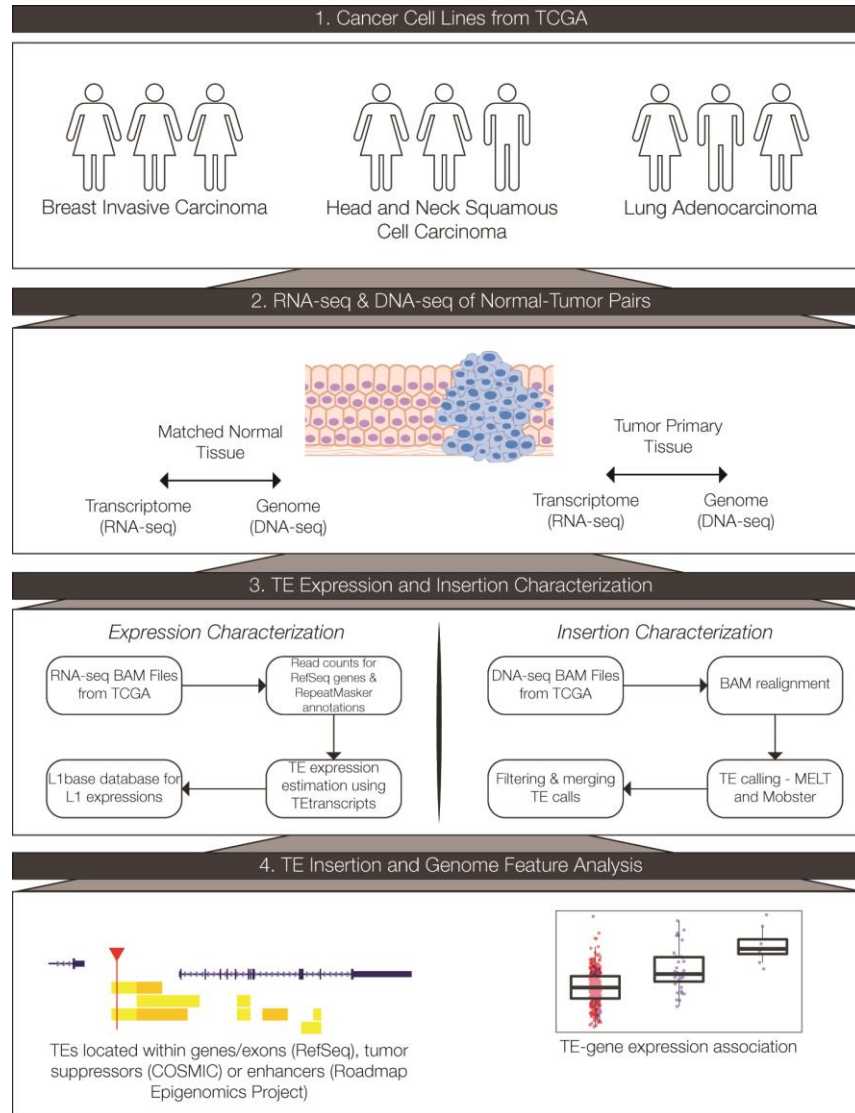 1. Cancer Cell Lines from TCGA
Breast Invasive Carcinoma
Head and Neck Squamous
Cell Carcinoma
Lung Adenocarcinoma
2. RNA-seq & DNA-seq of Normal-Tumor Pairs
Matched Normal
Tissue
Transcriptome
(RNA-seq)
Genome
(DNA-seq)
Tumor Primary
Tissue
Transcriptome
(RNA-seq)
Genome
(DNA-seq)
3. TE Expression and Insertion Characterization
Expression Characterization
RNA-seq BAM Files
from TCGA
Read counts for
RefSeq genes &
RepeatMasker
annotations
L1base database for
L1 expressions
TE expression
estimation using
TEtranscripts
Insertion Characterization
DNA-seq BAM Files
from TCGA
BAM realignment
Filtering & merging
TE calls
TE calling - MELT
and Mobster
4. TE Insertion and Genome Feature Analysis
TEs located within genes/exons (RefSeq), tumor
suppressors (COSMIC) or enhancers (Roadmap
Epigenomics Project)
TE-gene expression association